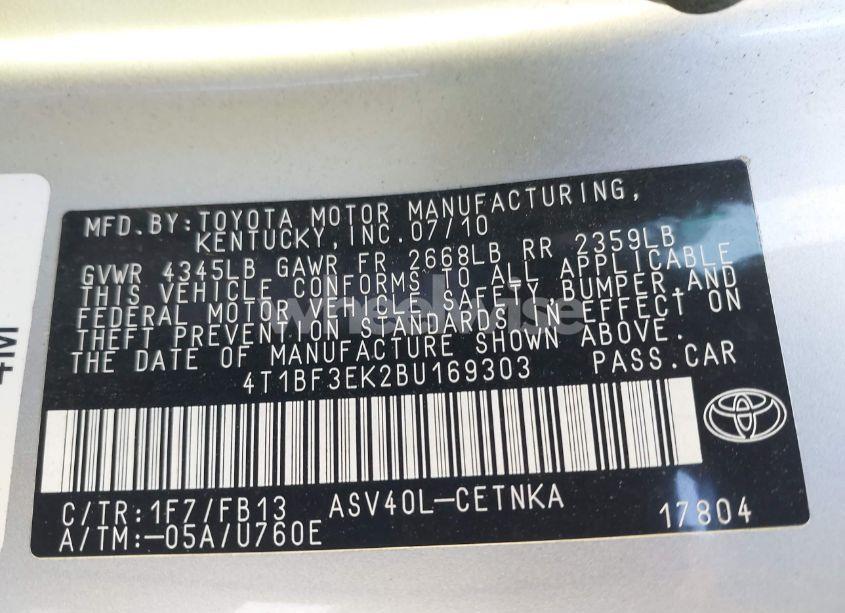 MFD.BY:TOYOTA MOTOR MANUFACTURING,
KENTUCKY, INC.07/10
GVWR 4345LB GAWR FR 2668LB RR 2359LB
THIS VEHICLE CONFORMS TO ALL APPLICABLE
FEDERAL MOTOR VEHICLE SAFETY, BUMPER, AND
THEFT PREVENTION STANDARDS IN EFFECT ON
THE DATE OF MANUFACTURE SHOWN ABOVE.
4T1BF3EK2BU169303 PASS.CAR
C/TR:1F7/FB13 ASV40L-CETNKA
A/TM:-05A/U760E 17804
4M